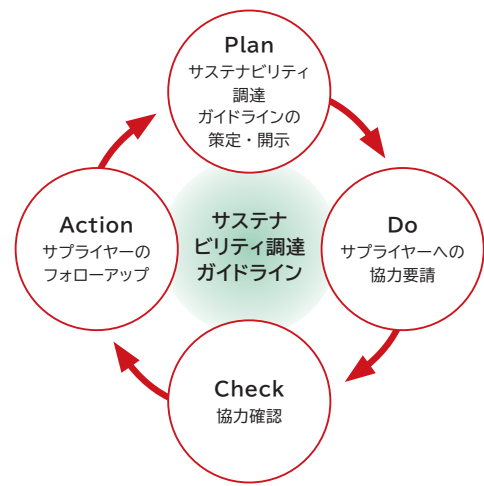 Plan
サステナビリティ
調達
ガイドラインの
策定・開示
Do
サプライヤーへの
協力要請
Check
協力確認
Action
サプライヤーの
フォローアップ
サステナ
ビリティ調達
ガイドライン